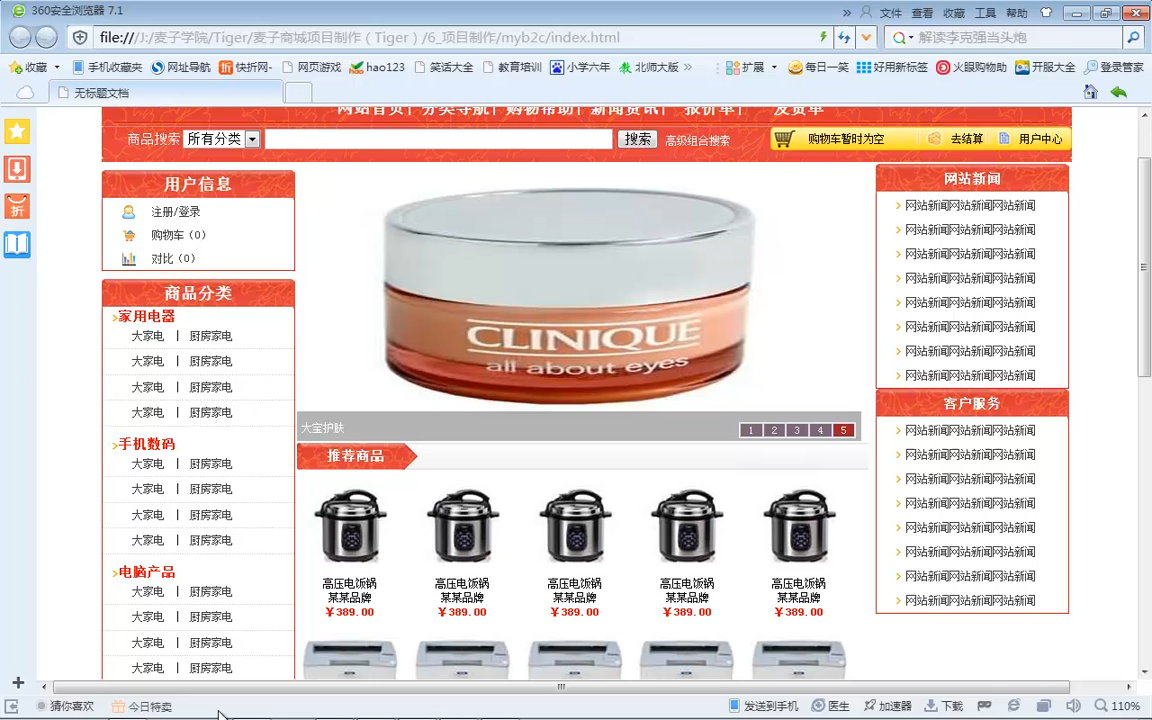 360安全浏览器 7.1
» 文件 查看 收藏 工具 帮助
file:///J:/麦子学院/Tiger/麦子商城项目制作（Tiger）/6_项目制作/myb2c/index.html
解读李克强当头炮
收藏 手机收藏夹 网址导航 折 快折网- 网页游戏 hao123 笑话大全 教育培训 小学六年 北师大版 » 扩展 每日一笑 好用新标签 火眼购物助 开服大全 登录管家
无标题文档
网站首页| 分类导航| 购物帮助| 新闻资讯| 报价单| 发货单
商品搜索 所有分类 搜索 高级组合搜索 购物车暂时为空 去结算 用户中心
折
用户信息
注册/登录
购物车（0）
对比（0）
商品分类
家用电器
大家电 | 厨房家电
大家电 | 厨房家电
大家电 | 厨房家电
大家电 | 厨房家电
手机数码
大家电 | 厨房家电
大家电 | 厨房家电
大家电 | 厨房家电
大家电 | 厨房家电
电脑产品
大家电 | 厨房家电
大家电 | 厨房家电
大家电 | 厨房家电
大家电 | 厨房家电
CLINIQUE
all about eyes
大宝护肤 1 2 3 4 5
推荐商品
高压电饭锅 高压电饭锅 高压电饭锅 高压电饭锅 高压电饭锅
某某品牌 某某品牌 某某品牌 某某品牌 某某品牌
￥389.00 ￥389.00 ￥389.00 ￥389.00 ￥389.00
网站新闻
网站新闻网站新闻网站新闻
网站新闻网站新闻网站新闻
网站新闻网站新闻网站新闻
网站新闻网站新闻网站新闻
网站新闻网站新闻网站新闻
网站新闻网站新闻网站新闻
网站新闻网站新闻网站新闻
网站新闻网站新闻网站新闻
客户服务
网站新闻网站新闻网站新闻
网站新闻网站新闻网站新闻
网站新闻网站新闻网站新闻
网站新闻网站新闻网站新闻
网站新闻网站新闻网站新闻
网站新闻网站新闻网站新闻
网站新闻网站新闻网站新闻
网站新闻网站新闻网站新闻
猜你喜欢 今日特卖 发送到手机 医生 加速器 下载 110%